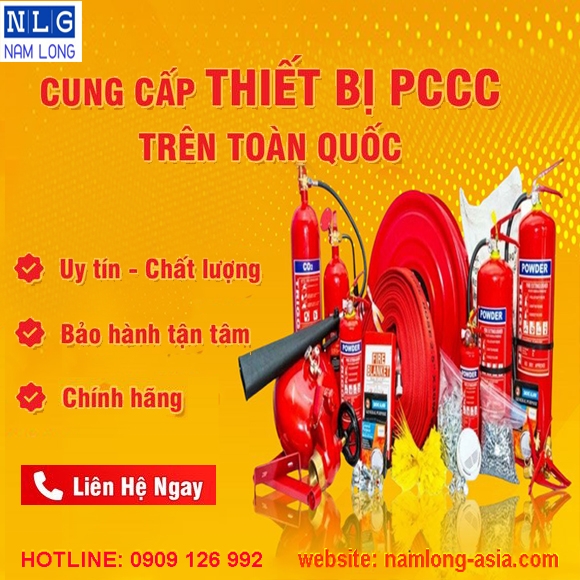 NLG
NAM LONG
CUNG CẤP THIẾT BỊ PCCC
TRÊN TOÀN QUỐC
Uy tín - Chất lượng
Bảo hành tận tâm
Chính hãng
CO₂
POWDER
POWDER
POWDER
FIRE
BLANKET
Liên Hệ Ngay
HOTLINE: 0909 126 992
website: namlong-asia.com